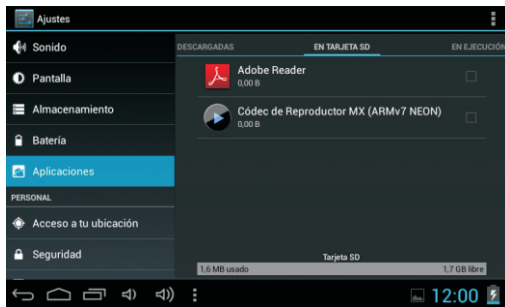 Ajustes
Sonido
Pantalla
Almacenamiento
Batería
Aplicaciones
PERSONAL
Acceso a tu ubicación
Seguridad
DESCARGADAS
EN TARJETA SD
EN EJECUCIÓN
Adobe Reader
0,00 B
Códec de Reproductor MX (ARMv7 NEON)
0,00 B
Tarjeta SD
1,6 MB usado
1,7 GB libre
12:00